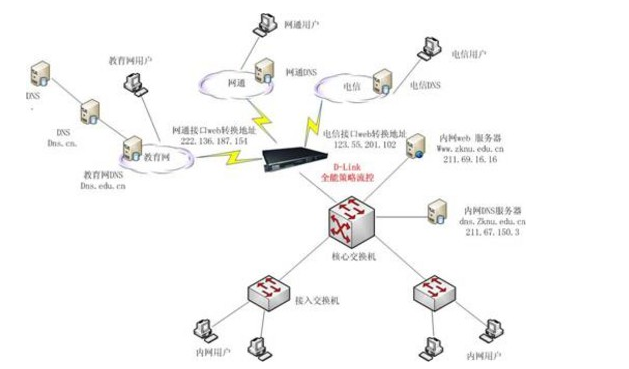 网通用户
电信用户
教育网用户
网通
网通DNS
电信
电信DNS
DNS
.
DNS
Dns.cn.
网通接口web转换地址
222.136.187.154
电信接口web转换地址
123.55.201.102
内网web 服务器
Www.zknu.edu.cn
211.69.16.16
教育网
教育网DNS
Dns.edu.cn
D-Link
全能策略流控
内网DNS服务器
dns.Zknu.edu.cn
211.67.150.3
核心交换机
接入交换机
内网用户
内网用户